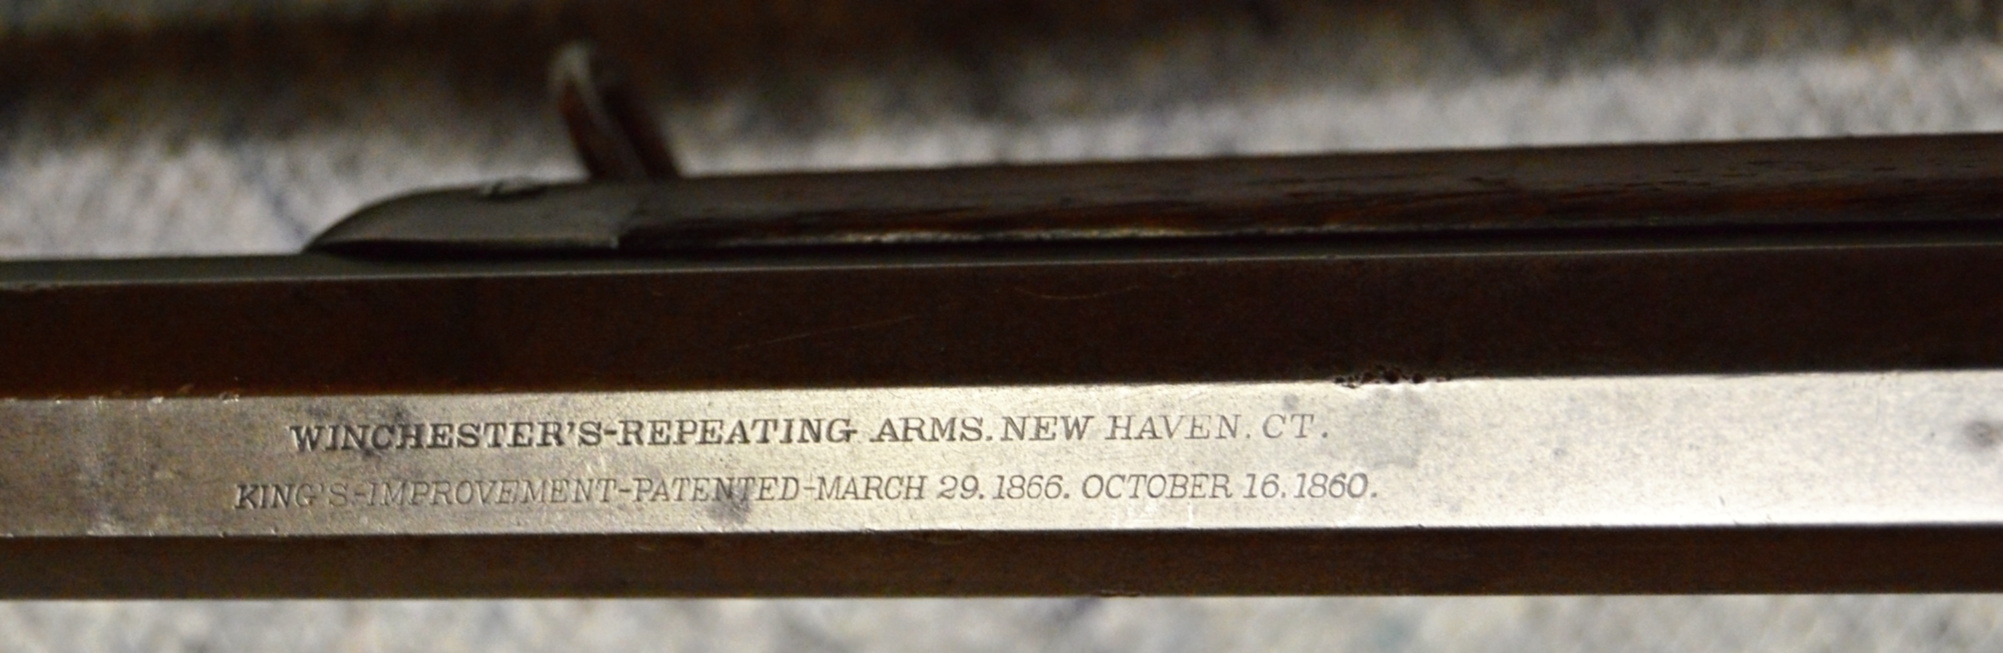 WINCHESTER'S-REPEATING ARMS. NEW HAVEN. CT.
KING'S-IMPROVEMENT-PATENTED-MARCH 29. 1866. OCTOBER 16. 1860.